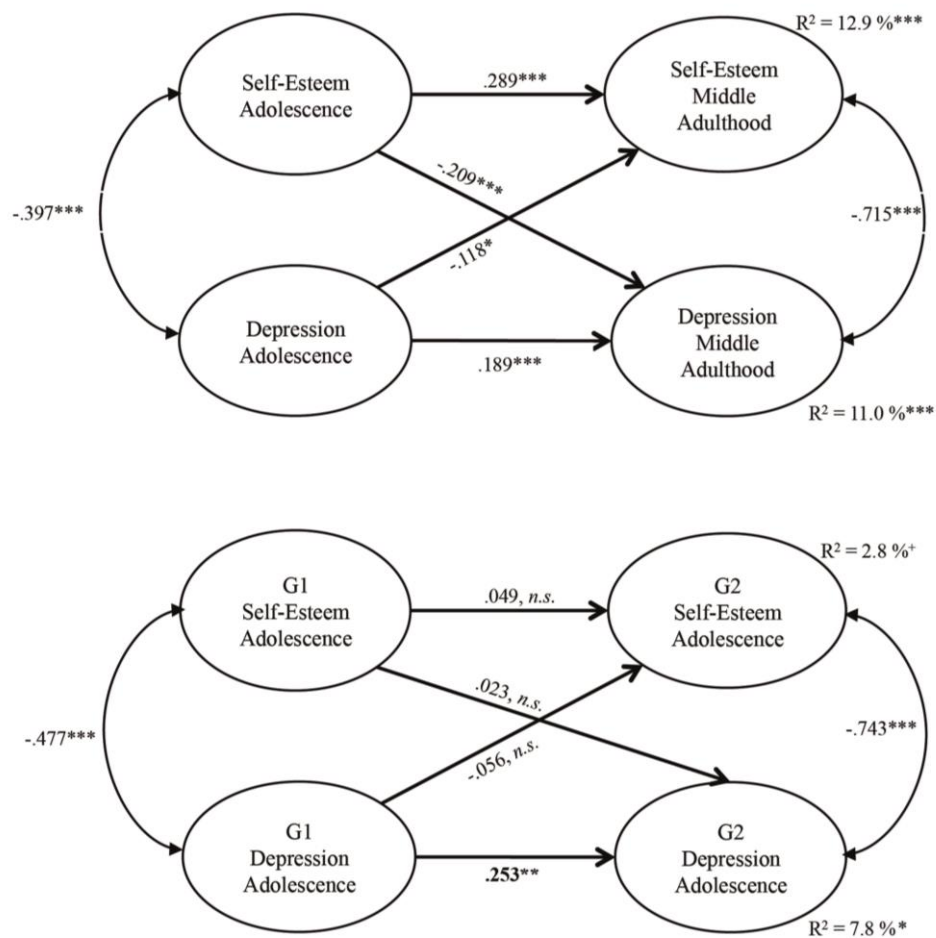 R² = 12.9 %***
Self-Esteem
Adolescence
.289***
Self-Esteem
Middle
Adulthood
-.209***
-.397***
-.715***
-.118*
Depression
Adolescence
.189***
Depression
Middle
Adulthood
R² = 11.0 %***
R² = 2.8 %⁺
G1
Self-Esteem
Adolescence
.049, n.s.
G2
Self-Esteem
Adolescence
.023, n.s.
-.477***
-.743***
-.056, n.s.
G1
Depression
Adolescence
.253**
G2
Depression
Adolescence
R² = 7.8 %*